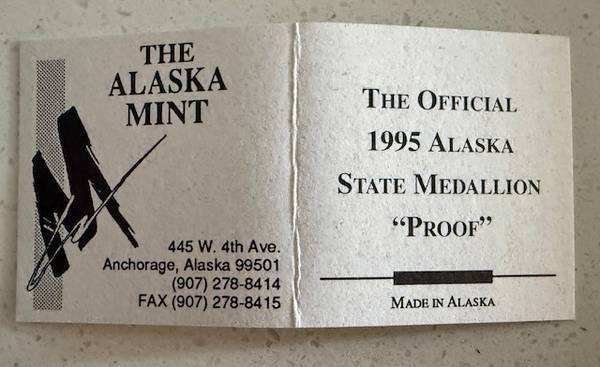 THE
ALASKA
MINT
445 W. 4th Ave.
Anchorage, Alaska 99501
(907) 278-8414
FAX (907) 278-8415
THE OFFICIAL
1995 ALASKA
STATE MEDALLION
“PROOF”
MADE IN ALASKA